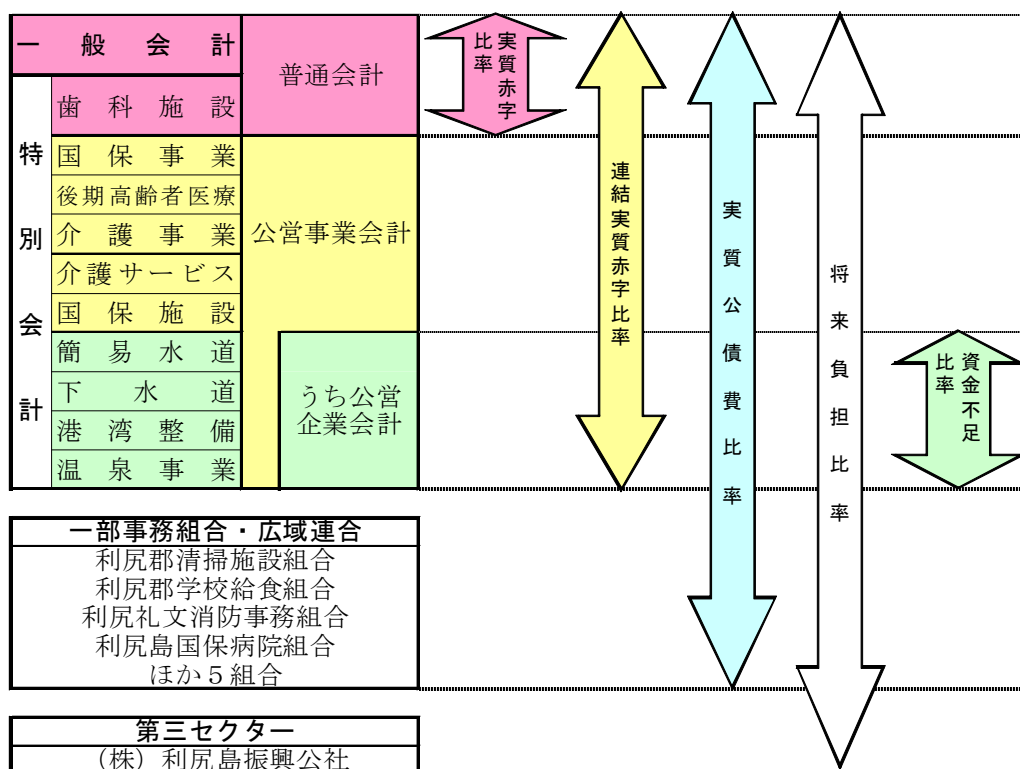 一般会計
普通会計
特別会計
歯科施設
国保事業
後期高齢者医療
介護事業
介護サービス
国保施設
公営事業会計
簡易水道
下水道
港湾整備
温泉事業
うち公営
企業会計
実質赤字
比率
連結実質赤字比率
実質公債費比率
将来負担比率
資金不足
比率
一部事務組合・広域連合
利尻郡清掃施設組合
利尻郡学校給食組合
利尻礼文消防事務組合
利尻島国保病院組合
ほか5組合
第三セクター
(株)利尻島振興公社